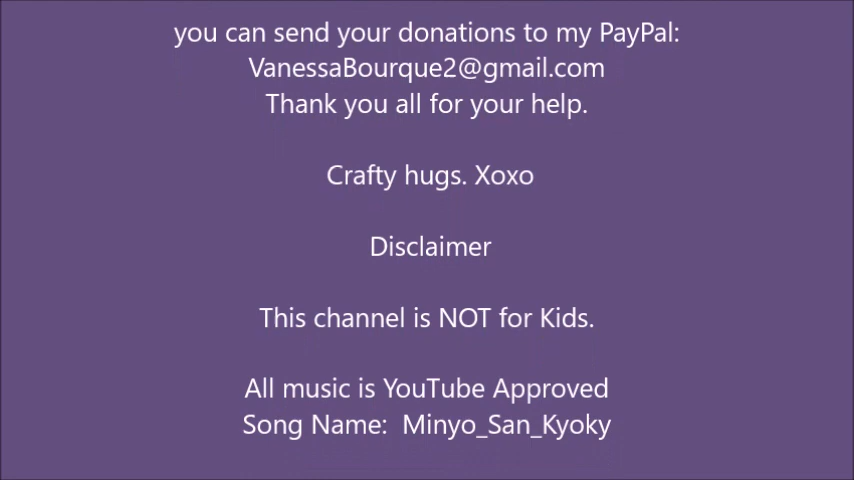 you can send your donations to my PayPal:
VanessaBourque2@gmail.com
Thank you all for your help.
Crafty hugs. Xoxo
Disclaimer
This channel is NOT for Kids.
All music is YouTube Approved
Song Name:  Minyo_San_Kyoky